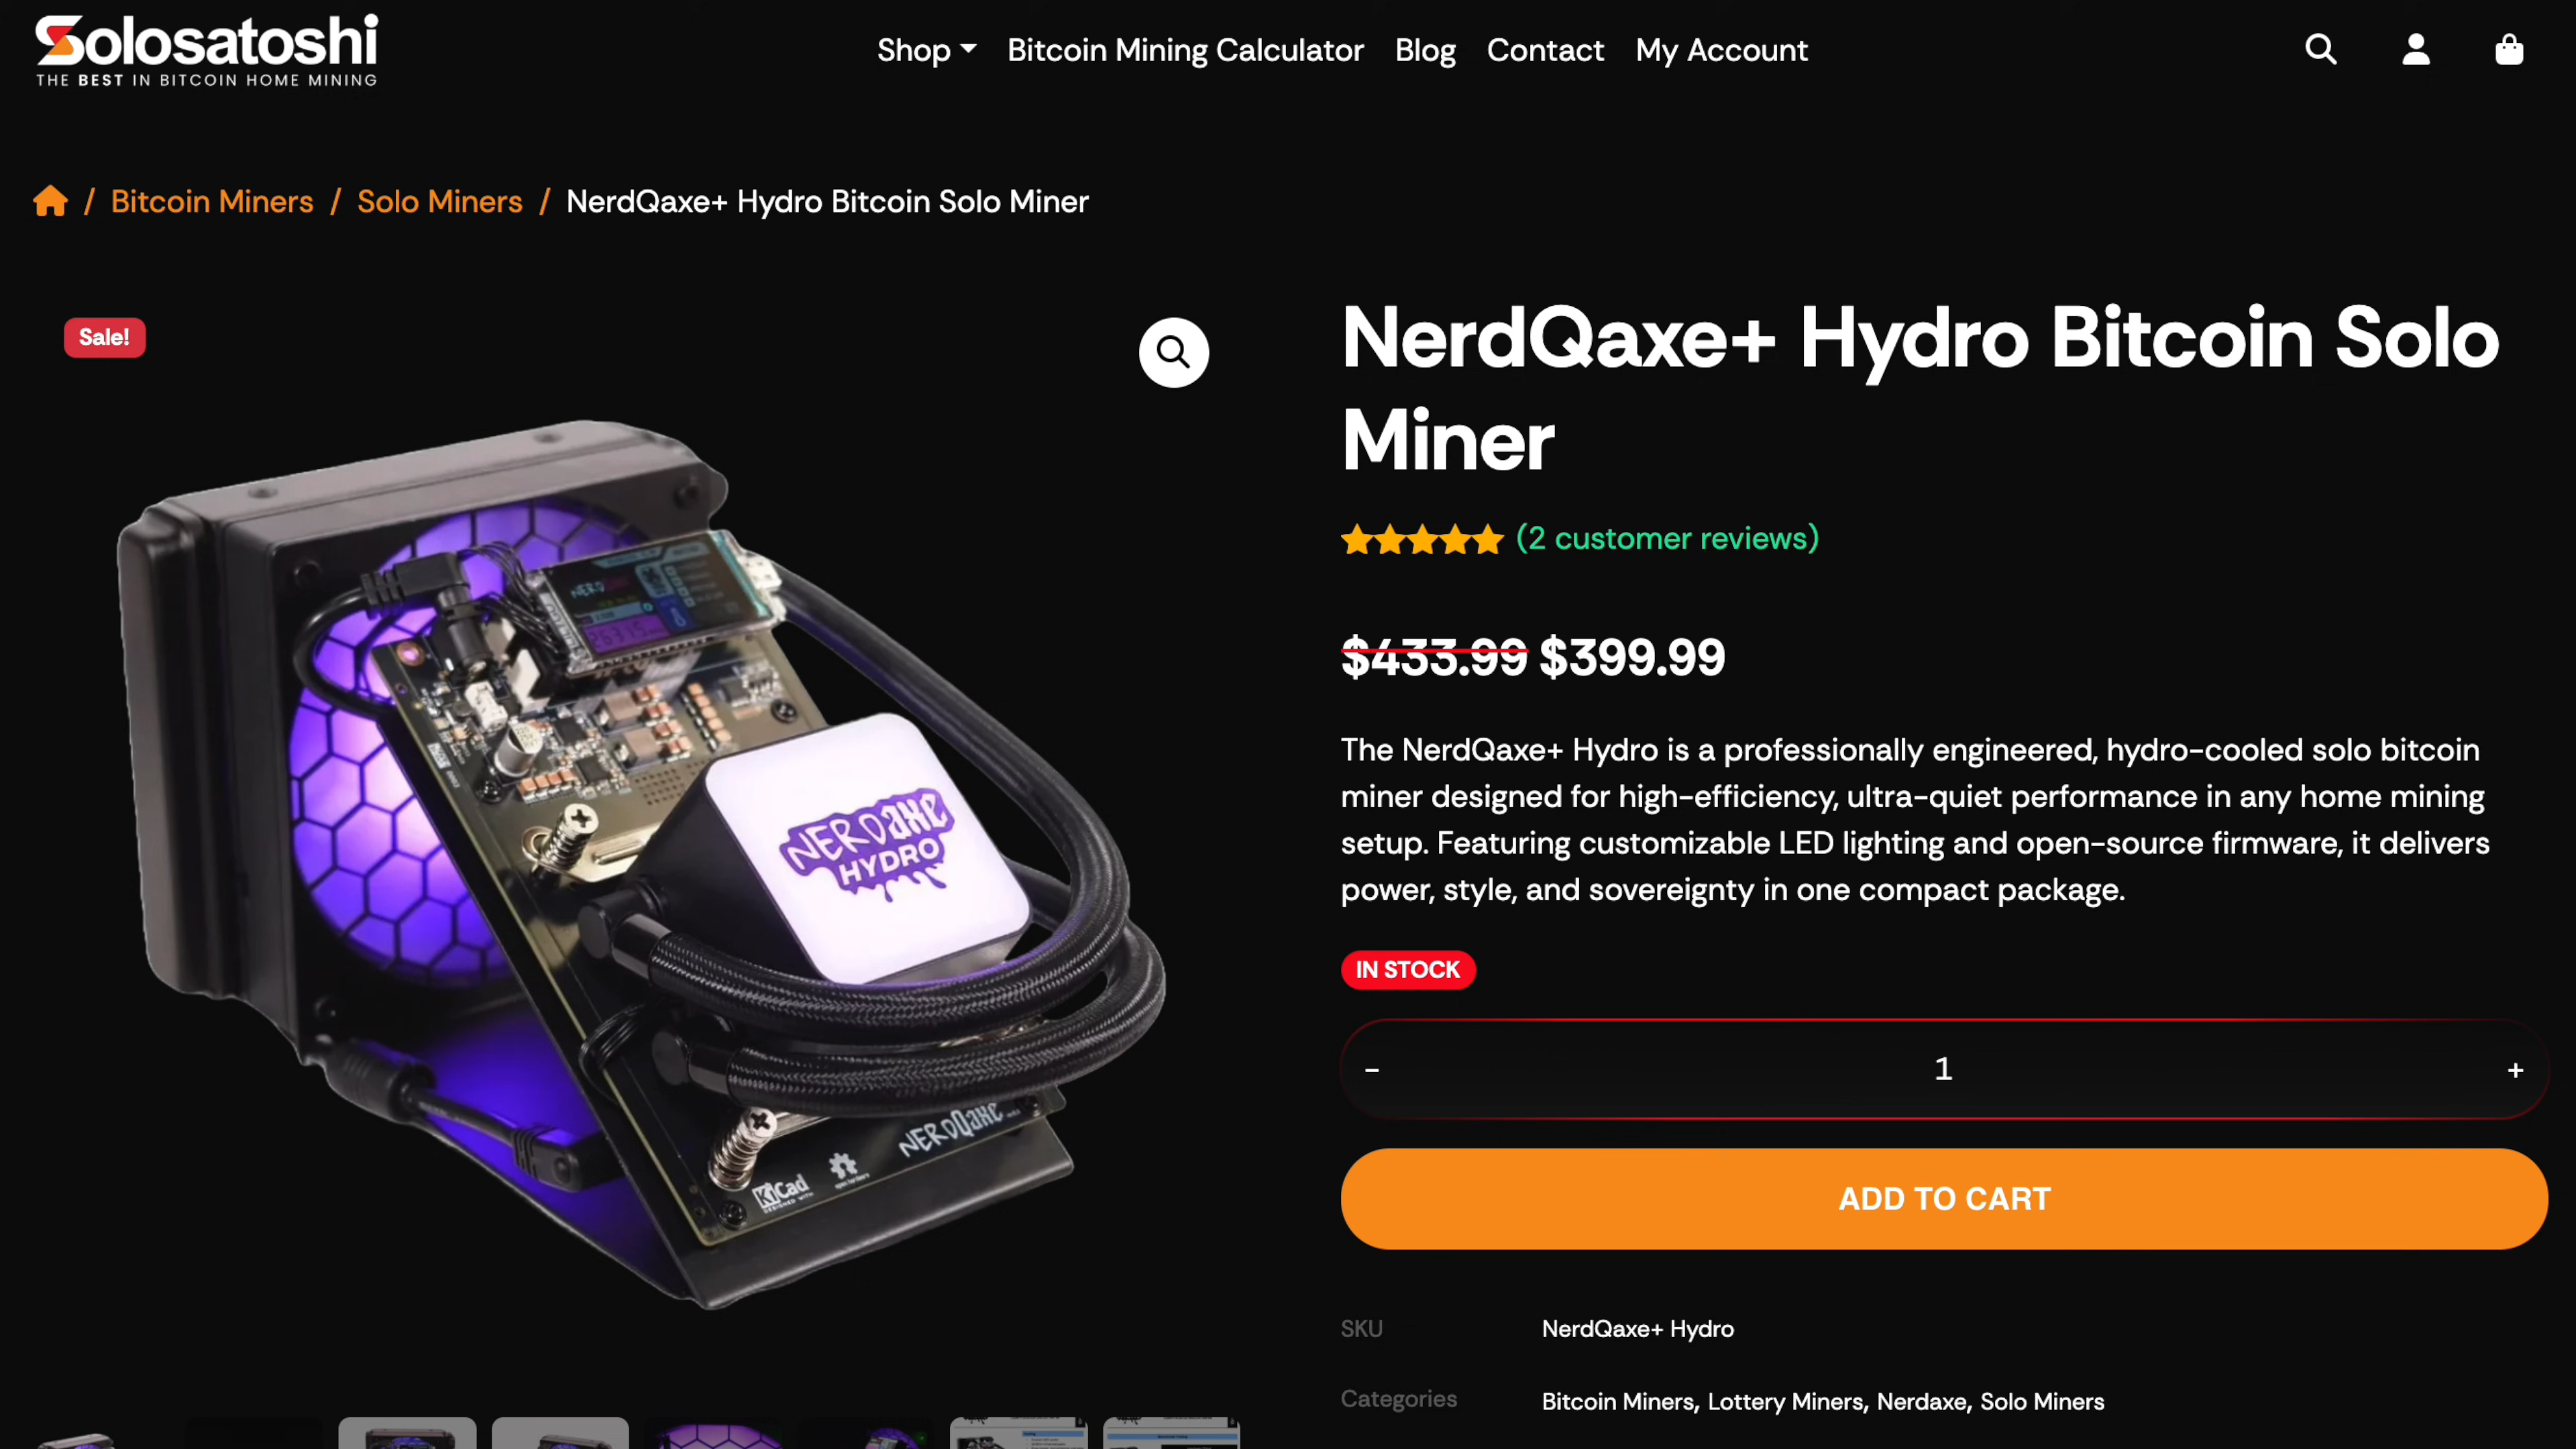 Solosatoshi
THE BEST IN BITCOIN HOME MINING
Shop
Bitcoin Mining Calculator
Blog
Contact
My Account
/ Bitcoin Miners / Solo Miners / NerdQaxe+ Hydro Bitcoin Solo Miner
Sale!
NERDAXE
HYDRO
NERDQAXE
KiCad
DESIGNED WITH
NerdQaxe+ Hydro Bitcoin Solo
Miner
(2 customer reviews)
$433.99 $399.99
The NerdQaxe+ Hydro is a professionally engineered, hydro-cooled solo bitcoin
miner designed for high-efficiency, ultra-quiet performance in any home mining
setup. Featuring customizable LED lighting and open-source firmware, it delivers
power, style, and sovereignty in one compact package.
IN STOCK
- 1 +
ADD TO CART
SKU NerdQaxe+ Hydro
Categories Bitcoin Miners, Lottery Miners, Nerdaxe, Solo Miners